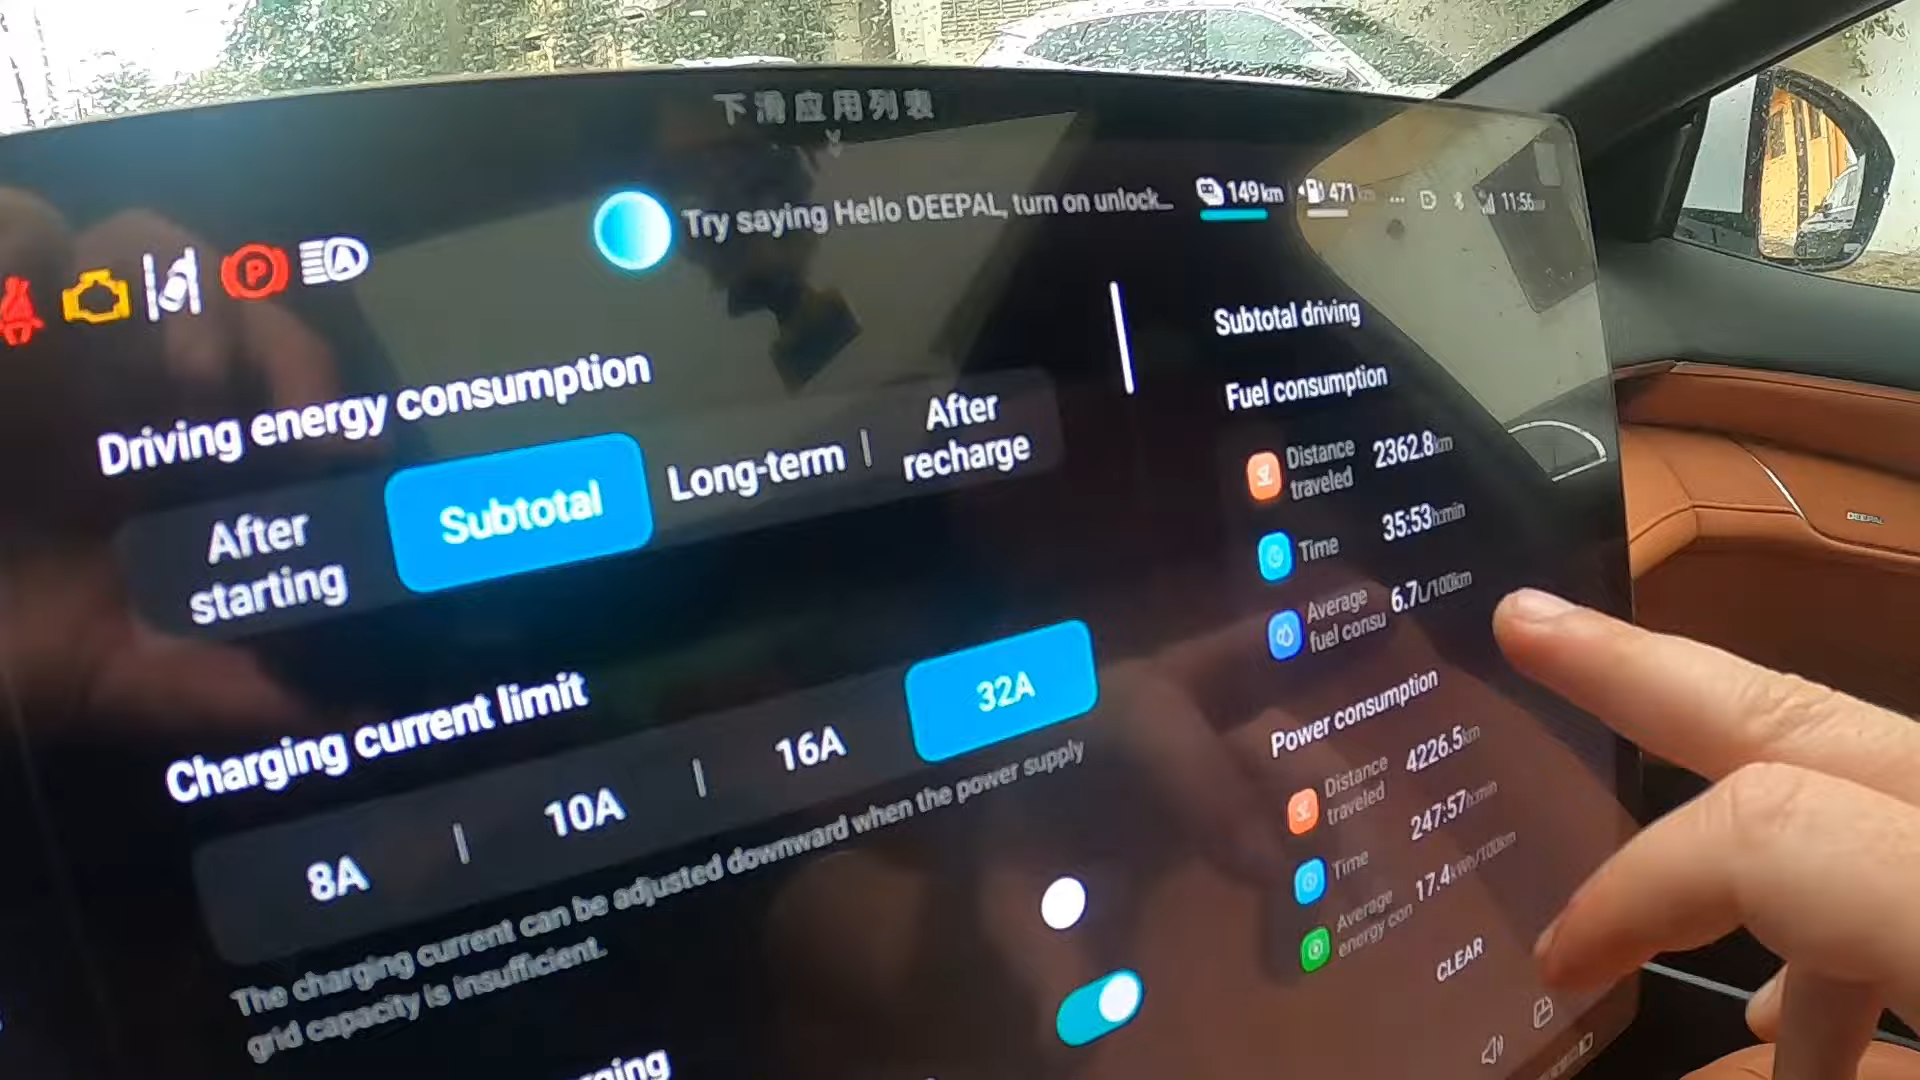 下滑应用列表
Try saying Hello DEEPAL, turn on unlock...
149km
471
11:56
Driving energy consumption
After
starting
Subtotal
Long-term
After
recharge
Charging current limit
8A
10A
16A
32A
The charging current can be adjusted downward when the power supply
grid capacity is insufficient.
Subtotal driving
Fuel consumption
Distance
traveled
2362.8km
Time
35:53h:min
Average
fuel consu
6.7L/100km
Power consumption
Distance
traveled
4226.5km
Time
247:57h:min
Average
energy con
17.4kWh/100km
CLEAR
DEEPAL